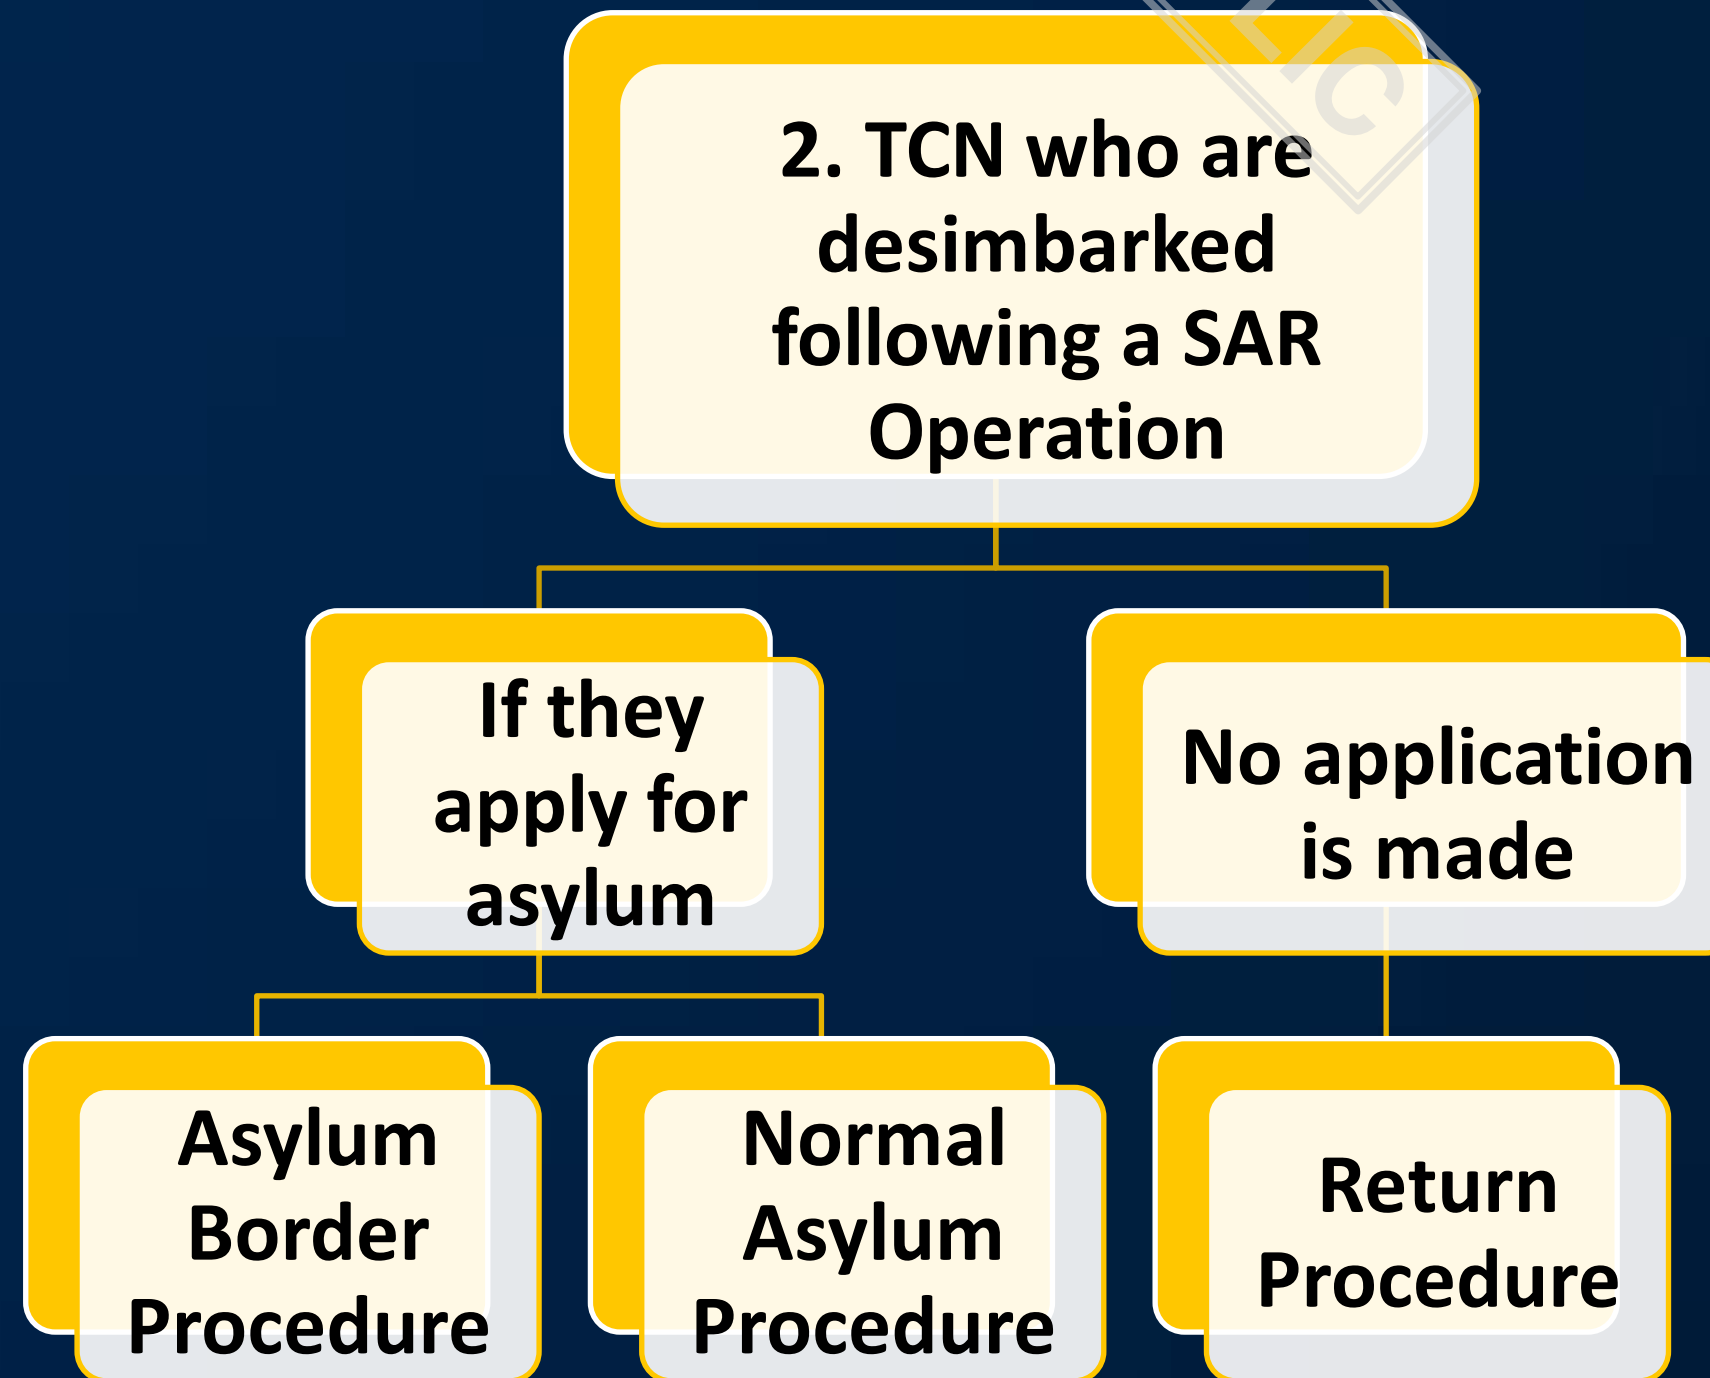 LIC
2. TCN who are
desimbarked
following a SAR
Operation
If they
apply for
asylum
No application
is made
Asylum
Border
Procedure
Normal
Asylum
Procedure
Return
Procedure